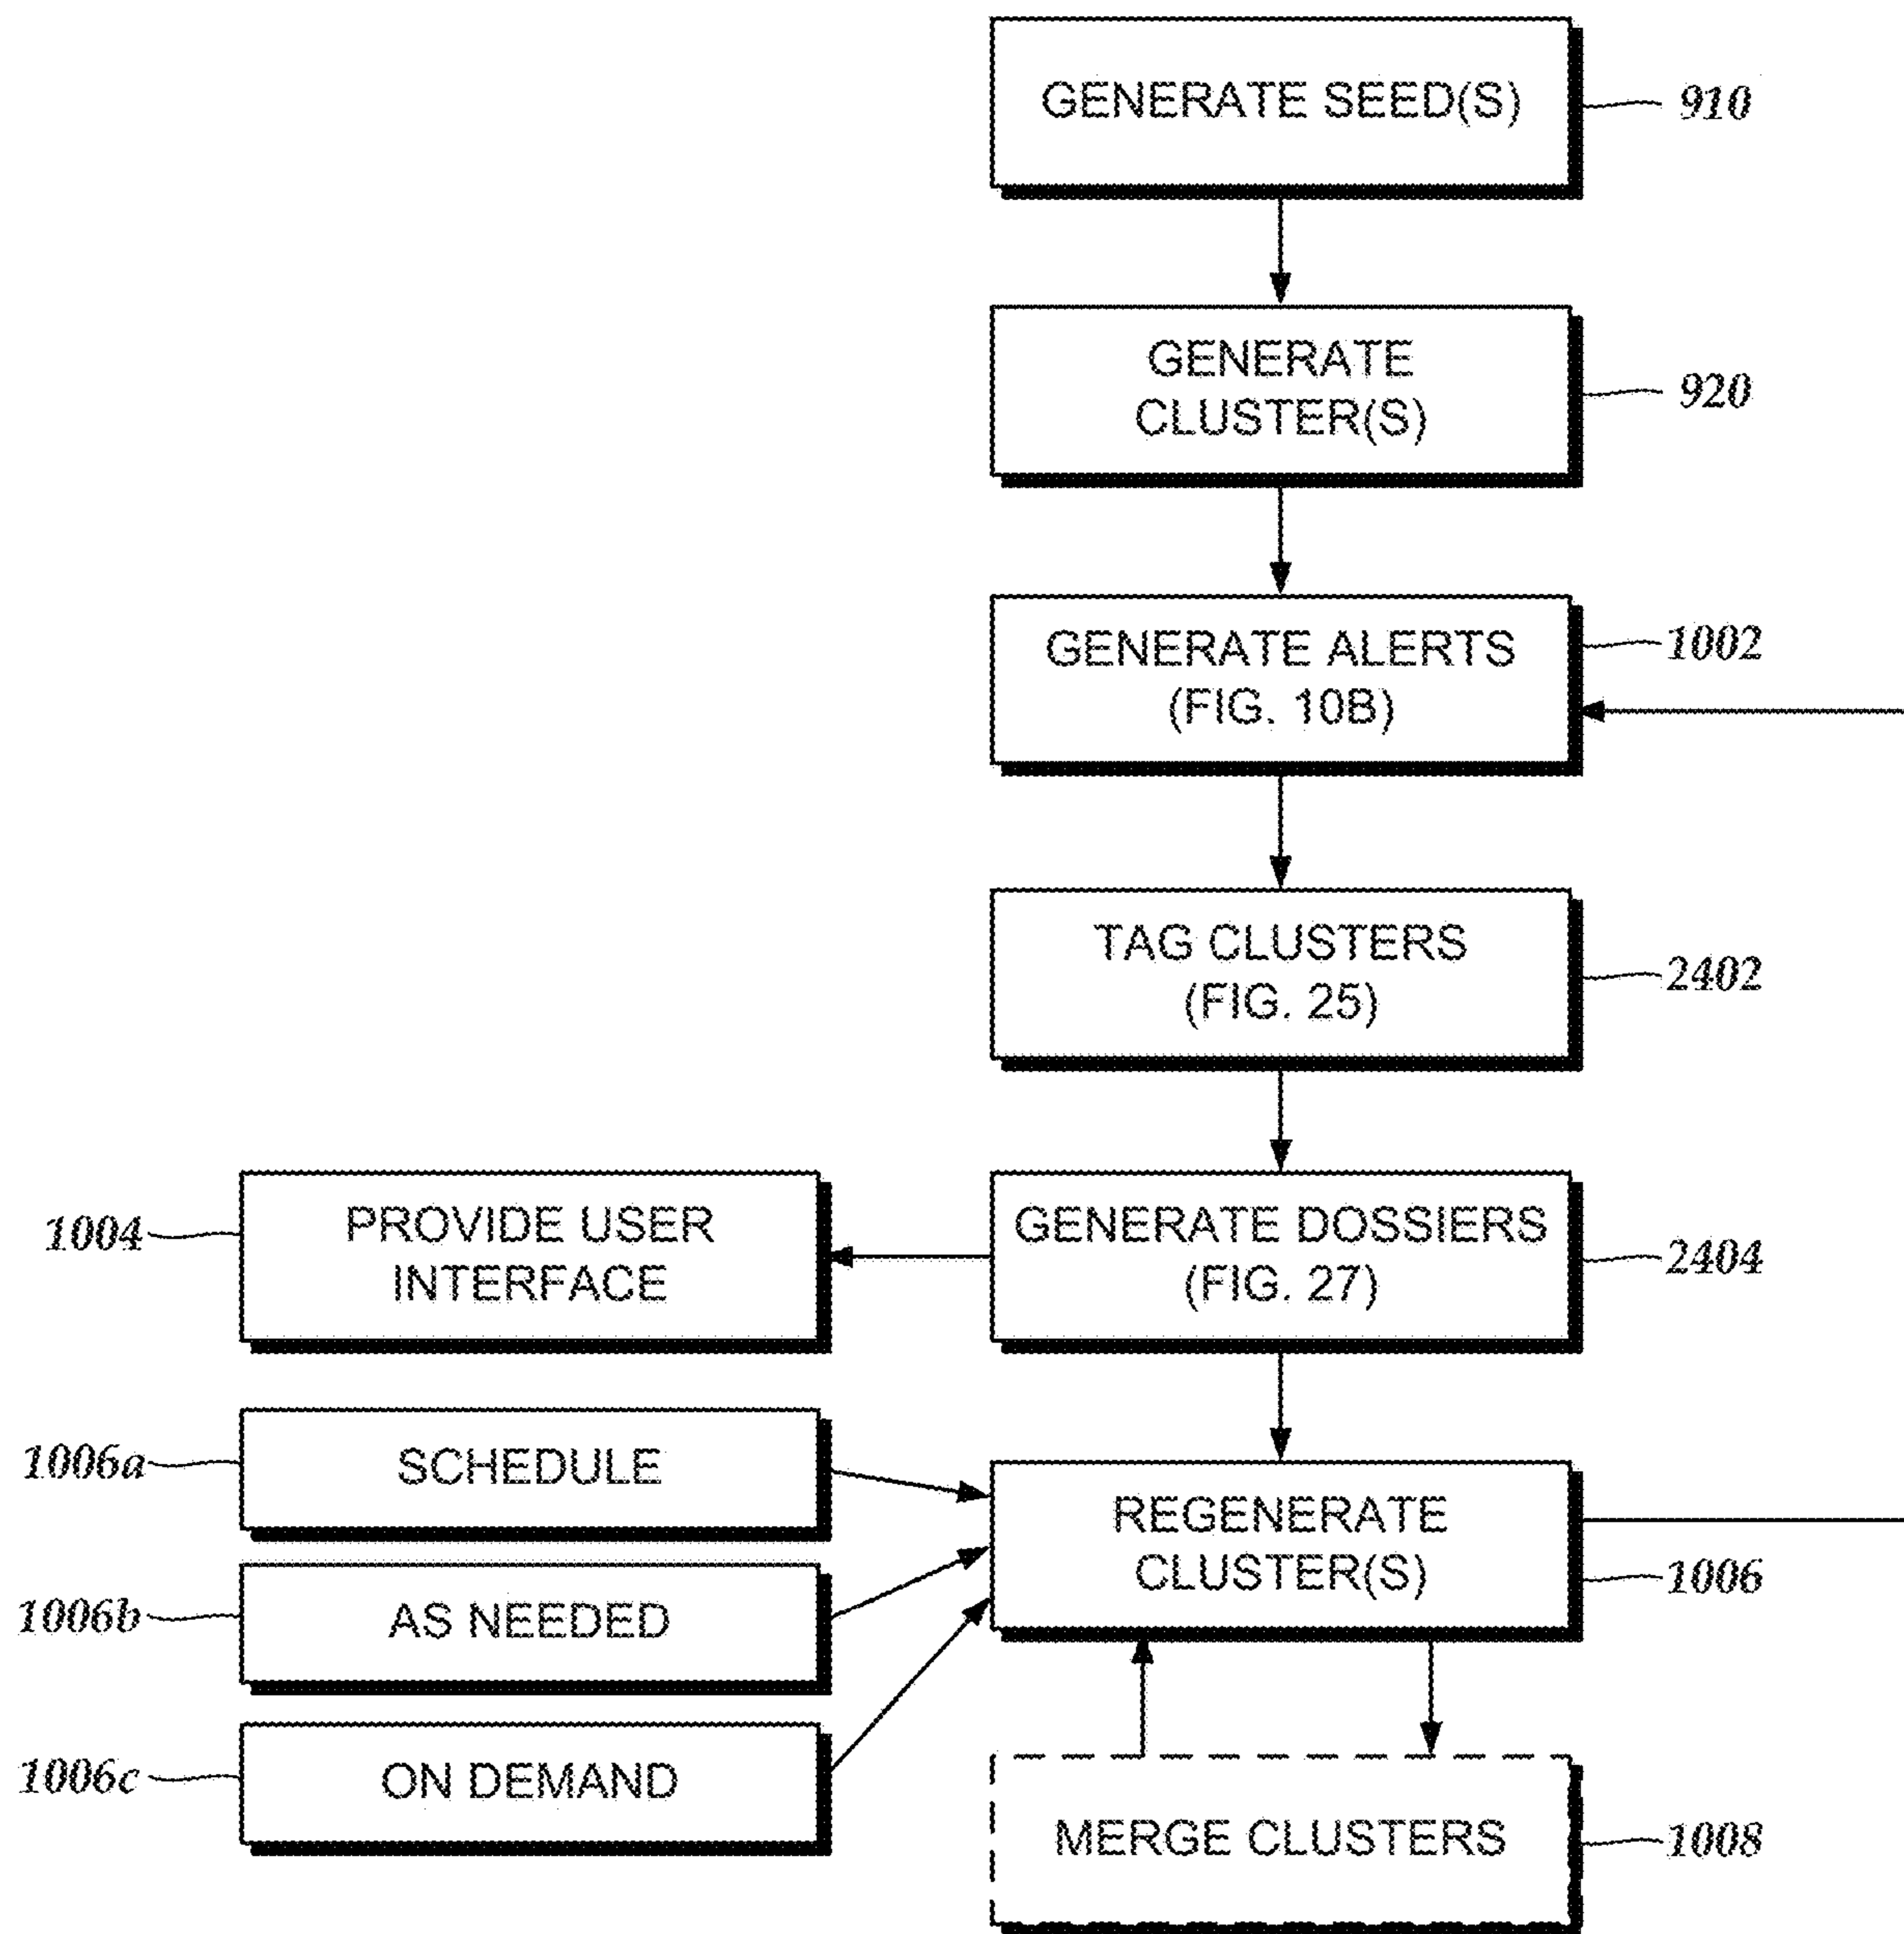 GENERATE SEED(S)
910
GENERATE
CLUSTER(S)
920
GENERATE ALERTS
(FIG. 10B)
1002
TAG CLUSTERS
(FIG. 25)
2402
1004
PROVIDE USER
INTERFACE
GENERATE DOSSIERS
(FIG. 27)
2404
1006a
SCHEDULE
1006b
AS NEEDED
1006c
ON DEMAND
REGENERATE
CLUSTER(S)
1006
MERGE CLUSTERS
1008